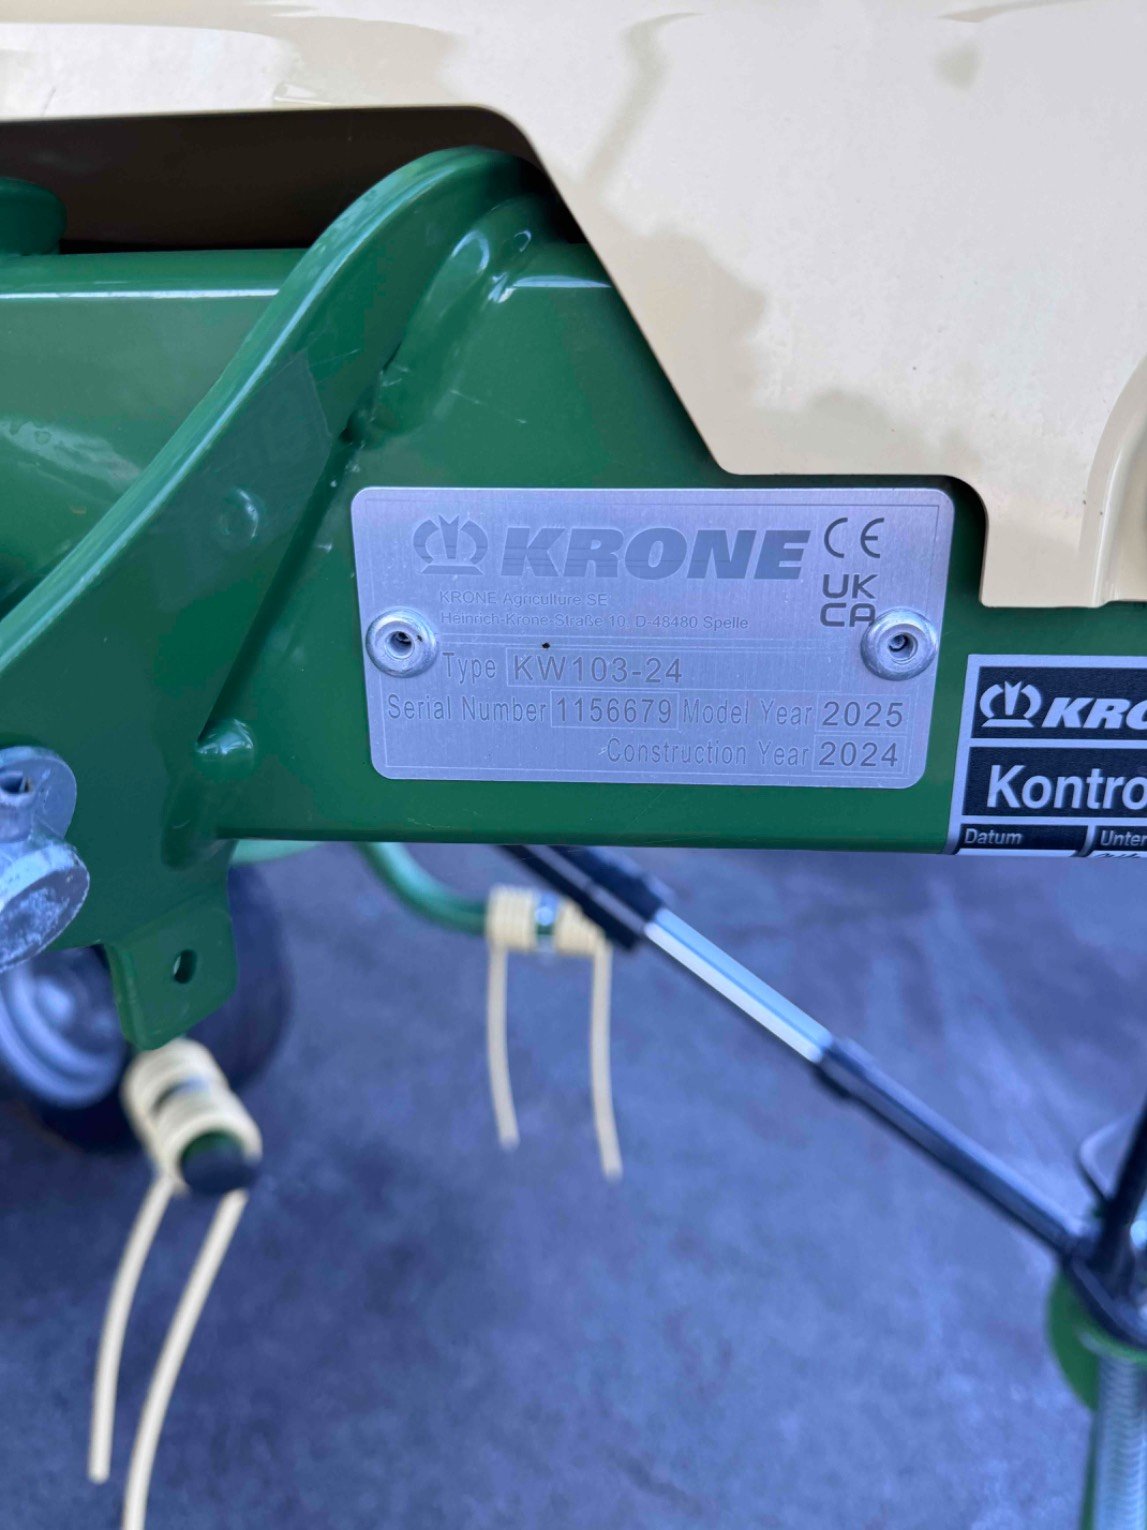 KRONE CE
UK
CA
KRONE Agriculture SE
Heinrich-Krone-Straße 10, D-48480 Spelle
Type KW103-24
Serial Number 1156679 Model Year 2025
Construction Year 2024
KRO
Kontro
Datum Unter